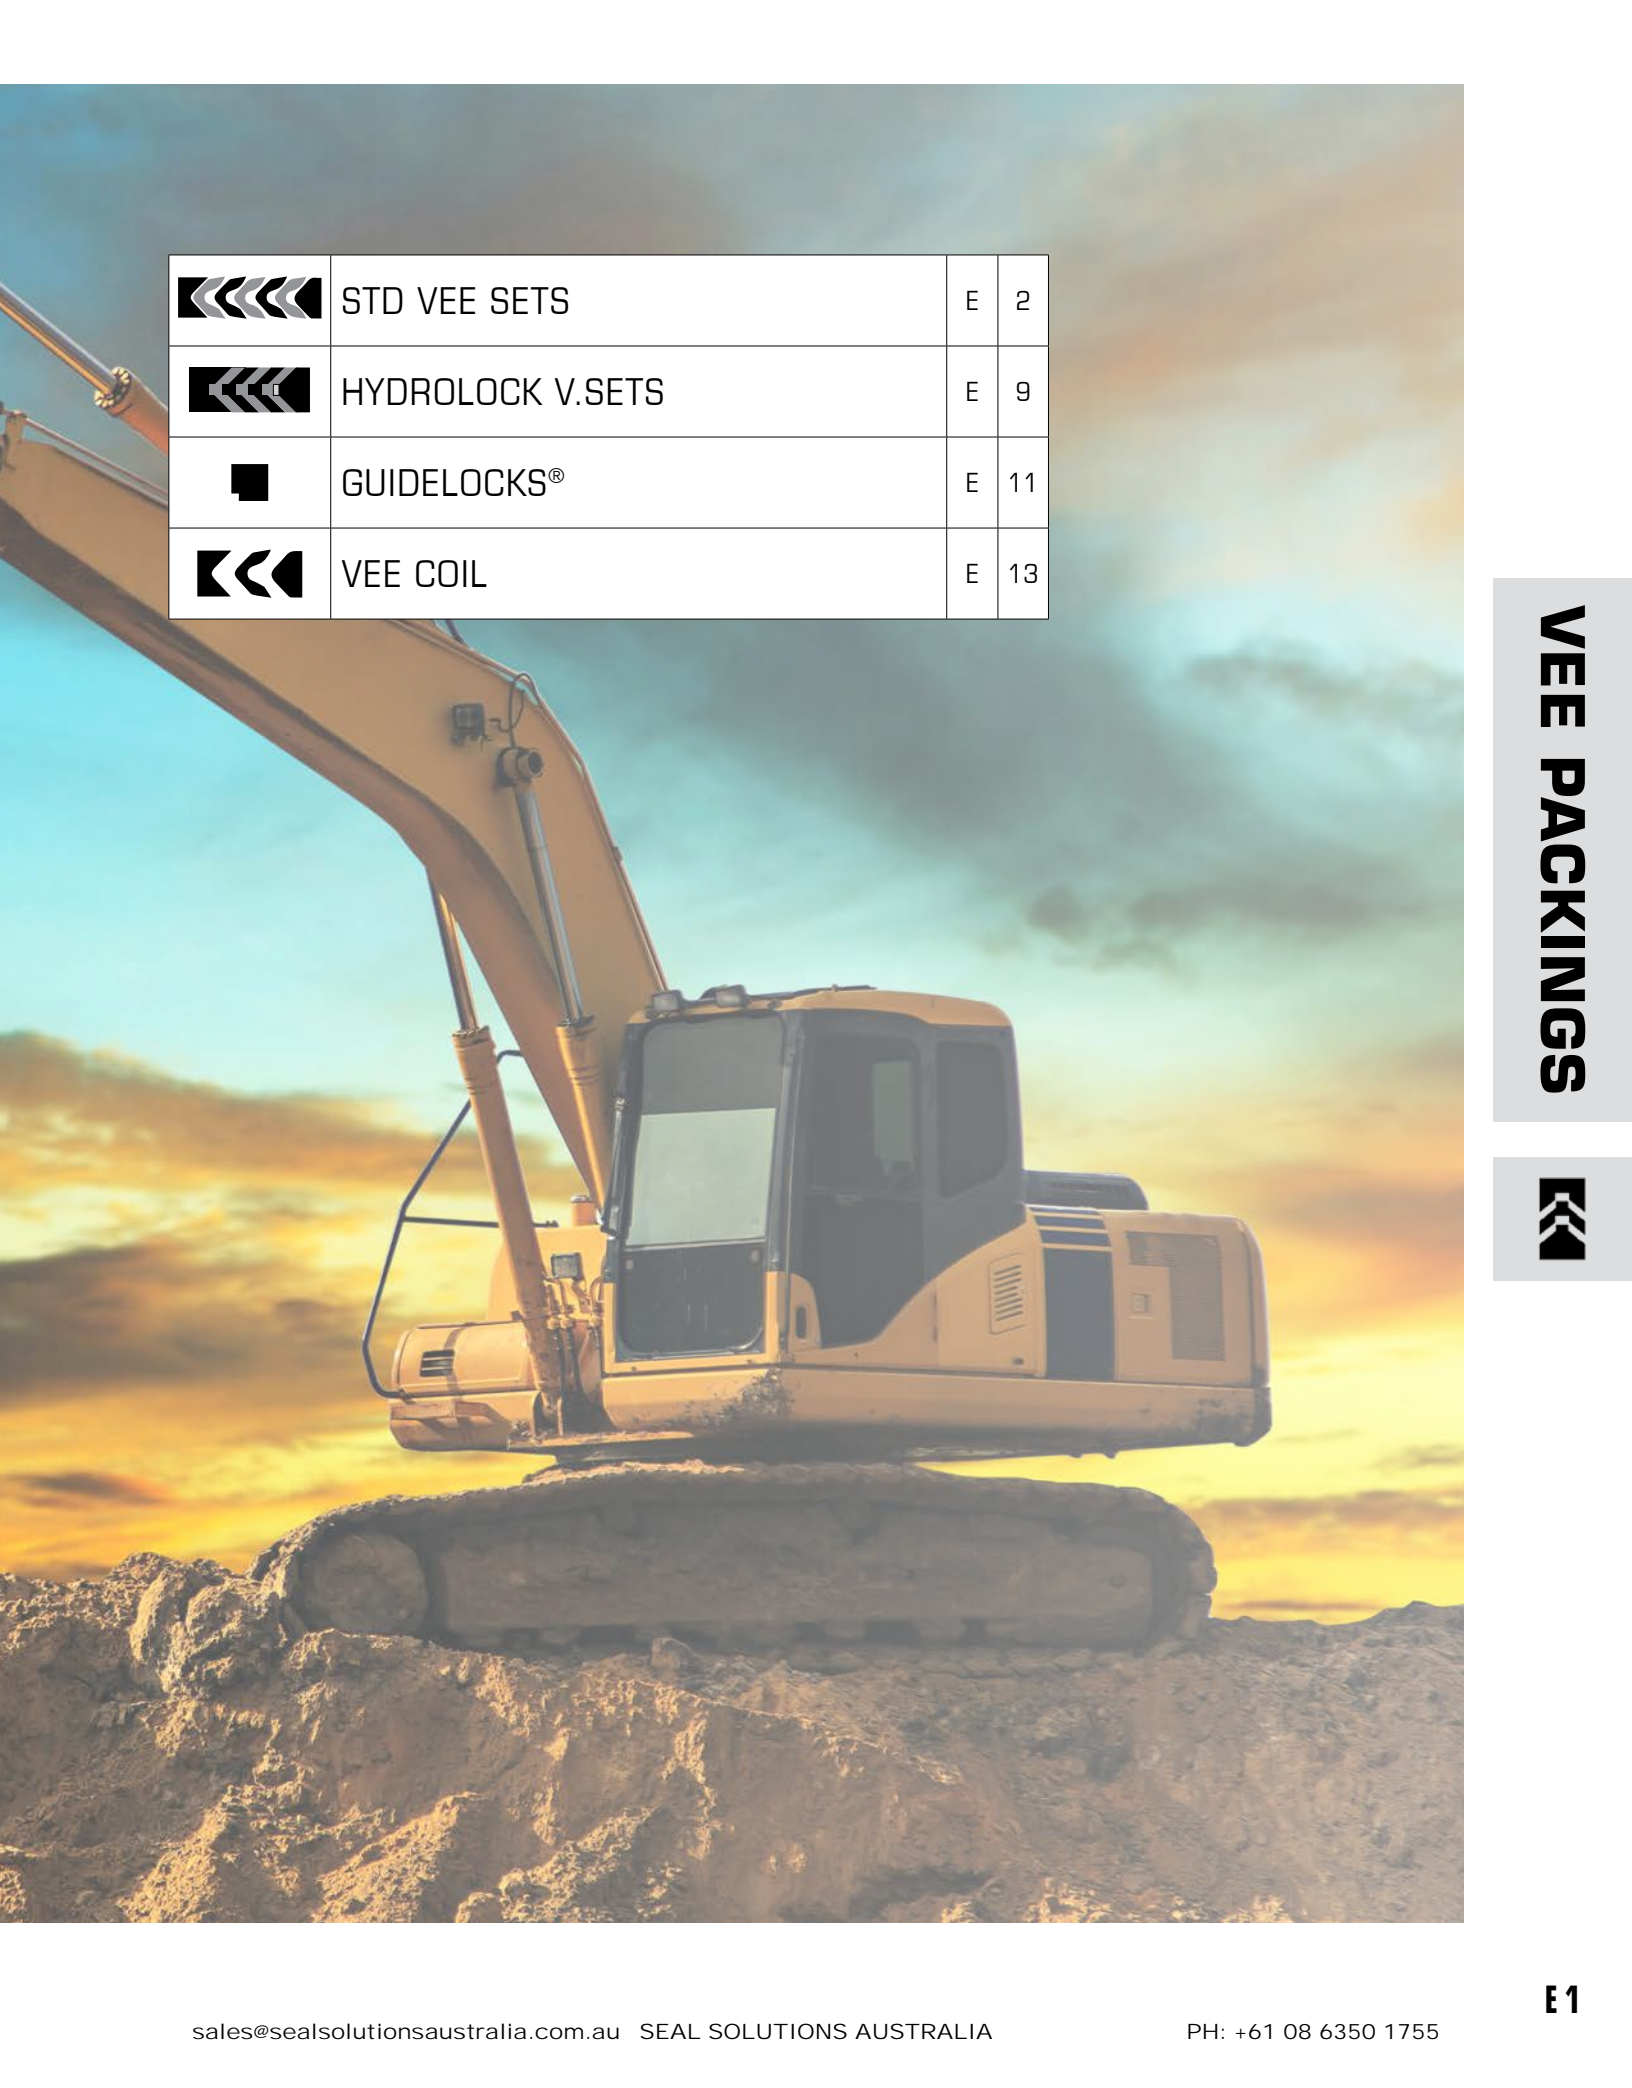 STD VEE SETS E 2
HYDROLOCK V.SETS E 9
GUIDELOCKS® E 11
VEE COIL E 13
VEE PACKINGS
E 1
sales@sealsolutionsaustralia.com.au SEAL SOLUTIONS AUSTRALIA PH: +61 08 6350 1755